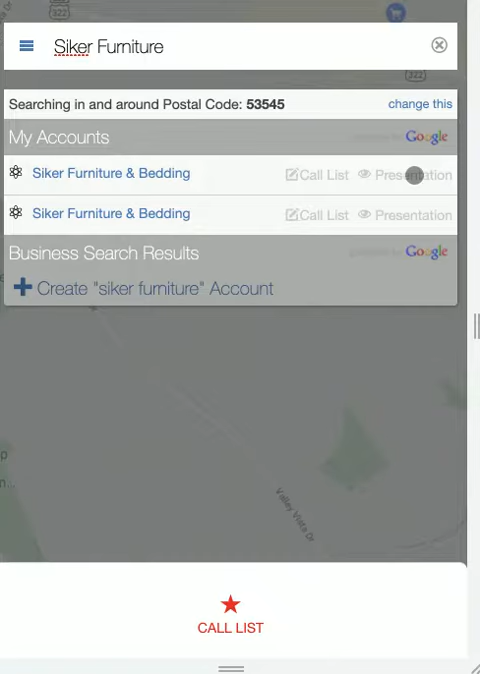 322
Siker Furniture
322
Searching in and around Postal Code: 53545 change this
My Accounts Google
Siker Furniture & Bedding Call List Presentation
Siker Furniture & Bedding Call List Presentation
Business Search Results Google
Create "siker furniture" Account
p
n...
Valley Vista Dr
CALL LIST